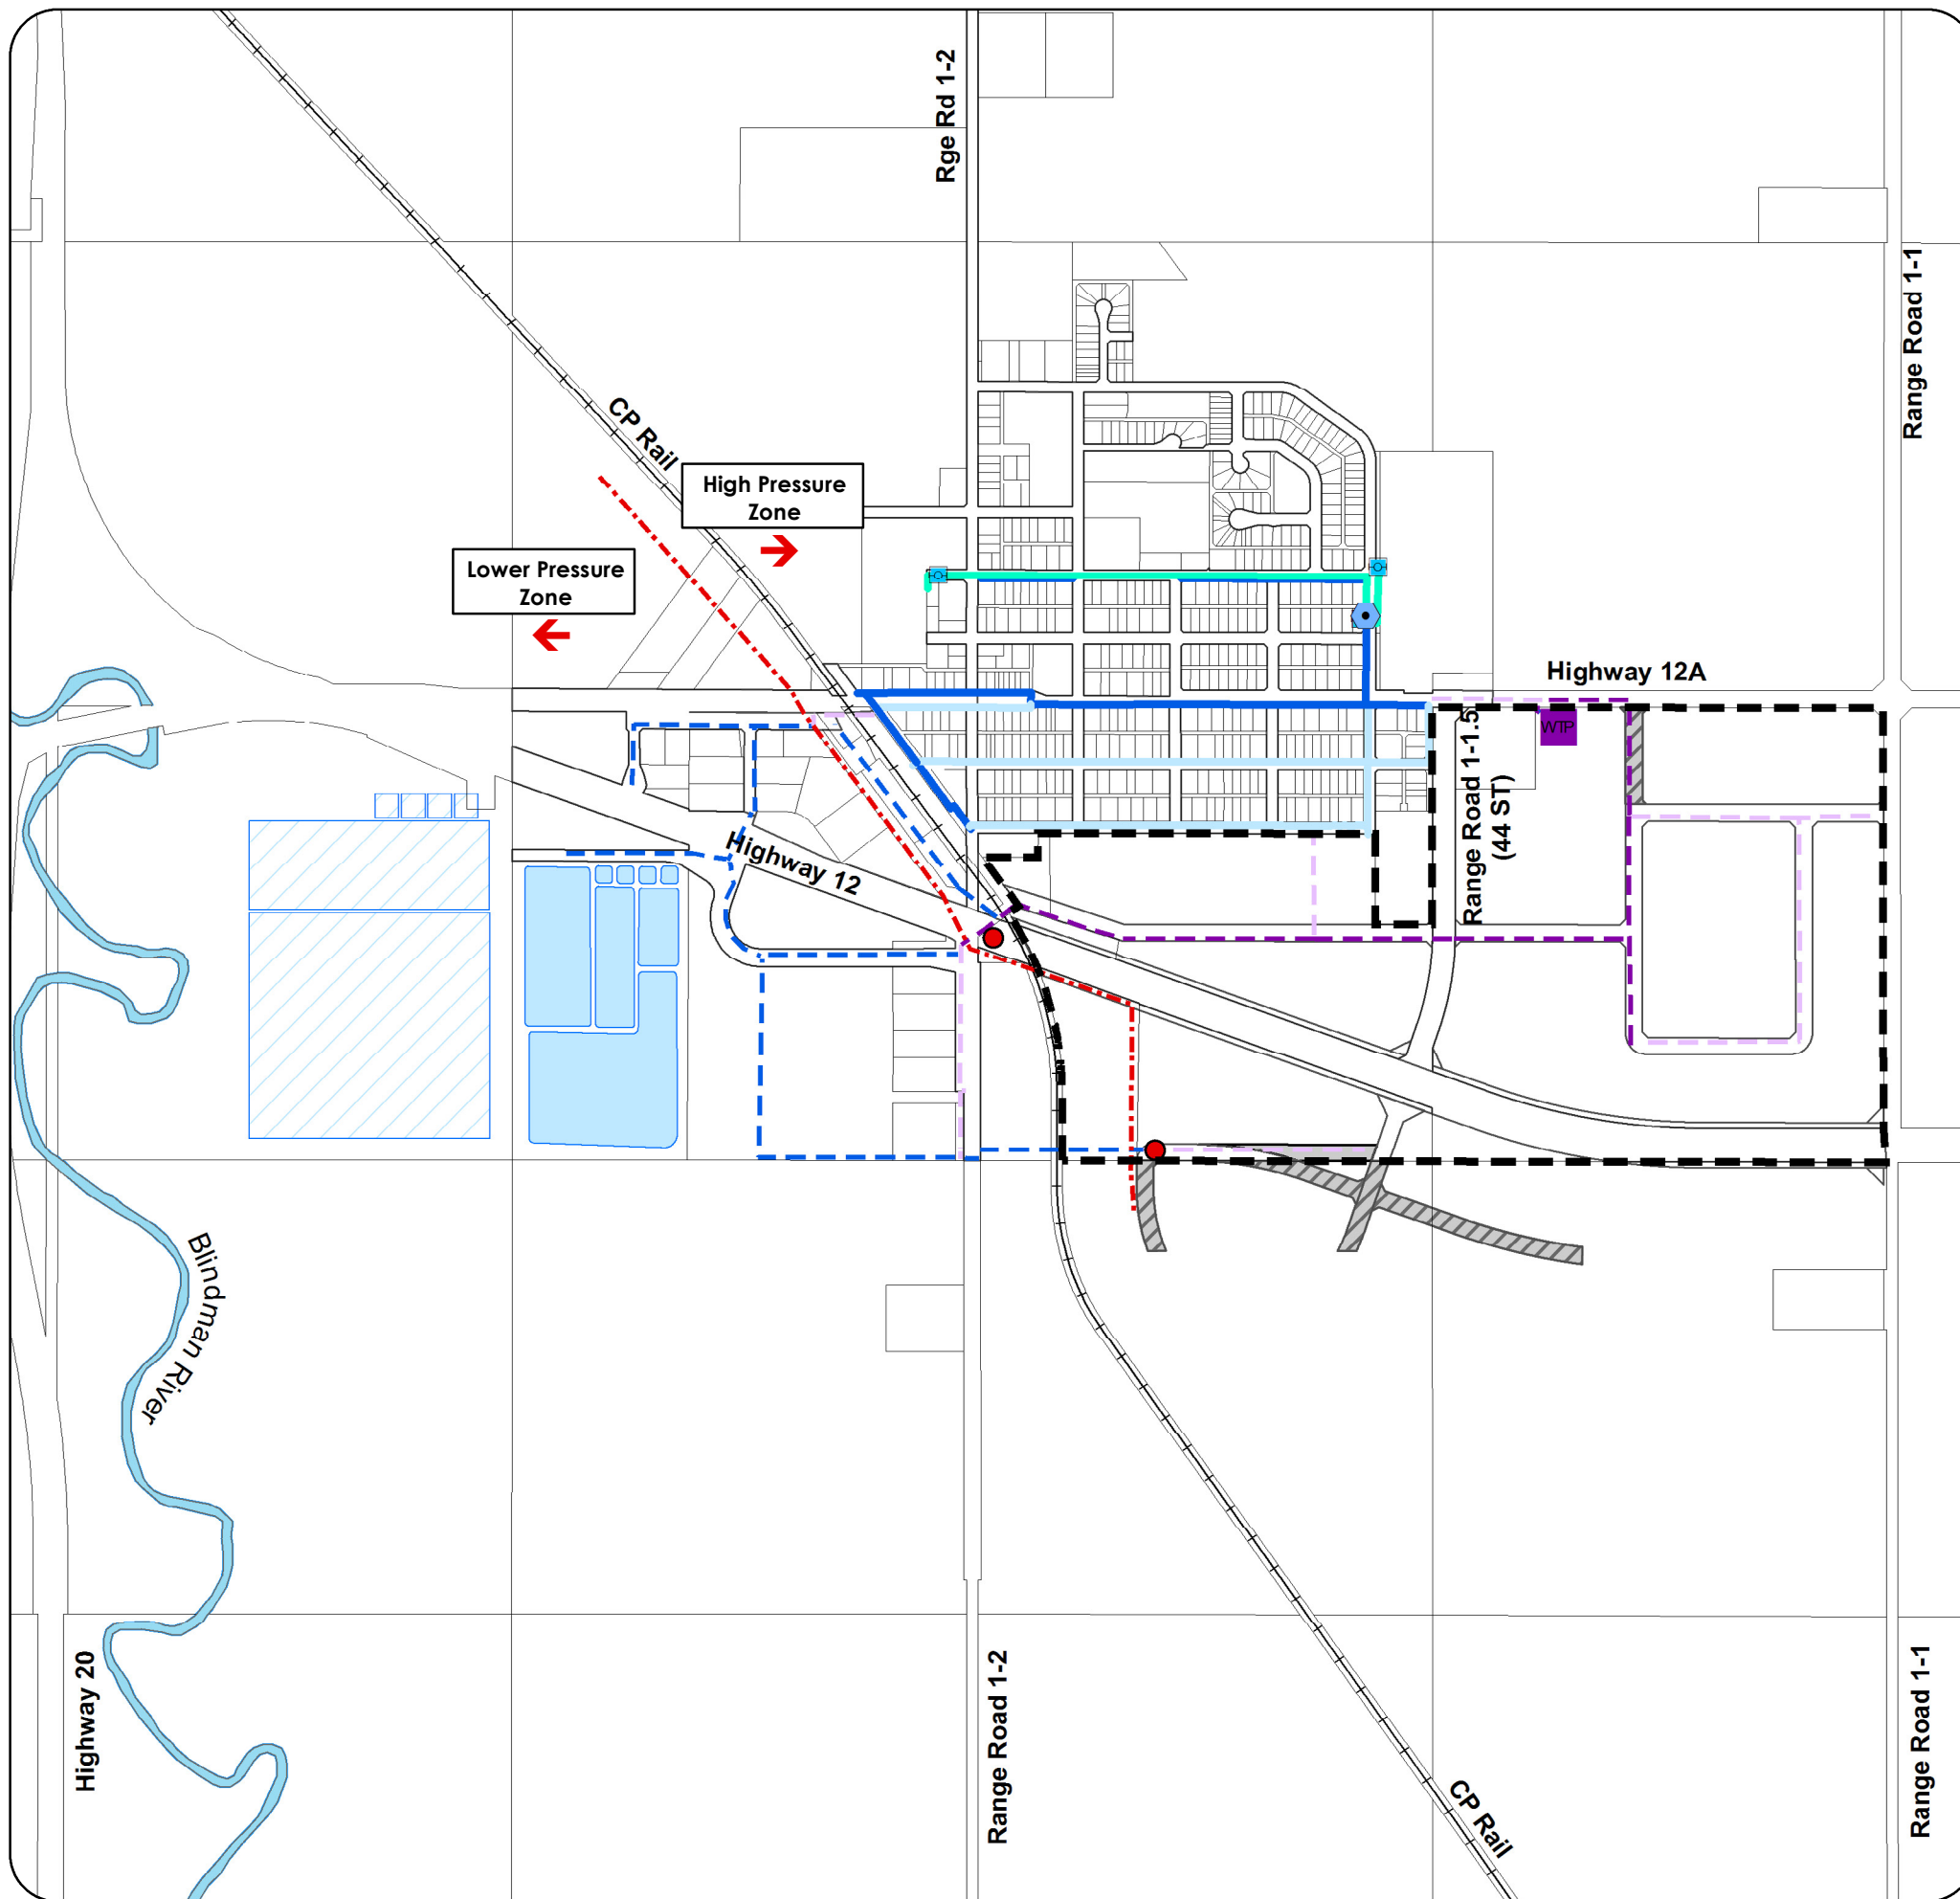 Rge Rd 1-2
Range Road 1-1
CP Rail
High Pressure
Zone
Lower Pressure
Zone
Highway 12A
WTP
Range Road 1-1.5
(44 ST)
Highway 12
Blindman
River
Highway 20
Range Road 1-2
CP Rail
Range Road 1-1